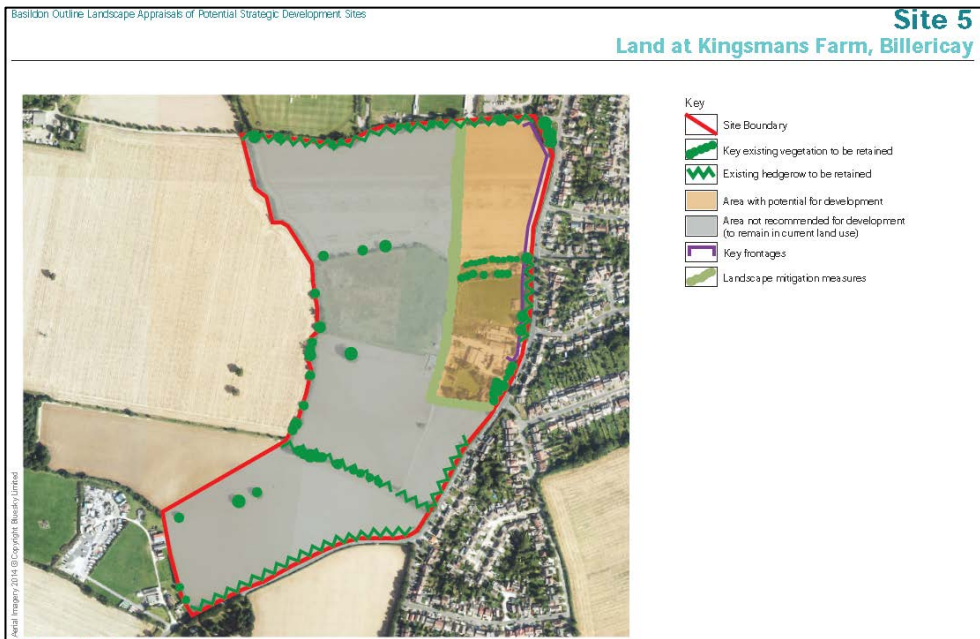 Basildon Outline Landscape Appraisals of Potential Strategic Development Sites
Site 5
Land at Kingsmans Farm, Billericay
Key
Site Boundary
Key existing vegetation to be retained
Existing hedgerow to be retained
Area with potential for development
Area not recommended for development
(to remain in current land use)
Key frontages
Landscape mitigation measures
Aerial Imagery 2014 © Copyright Bluesky Limited